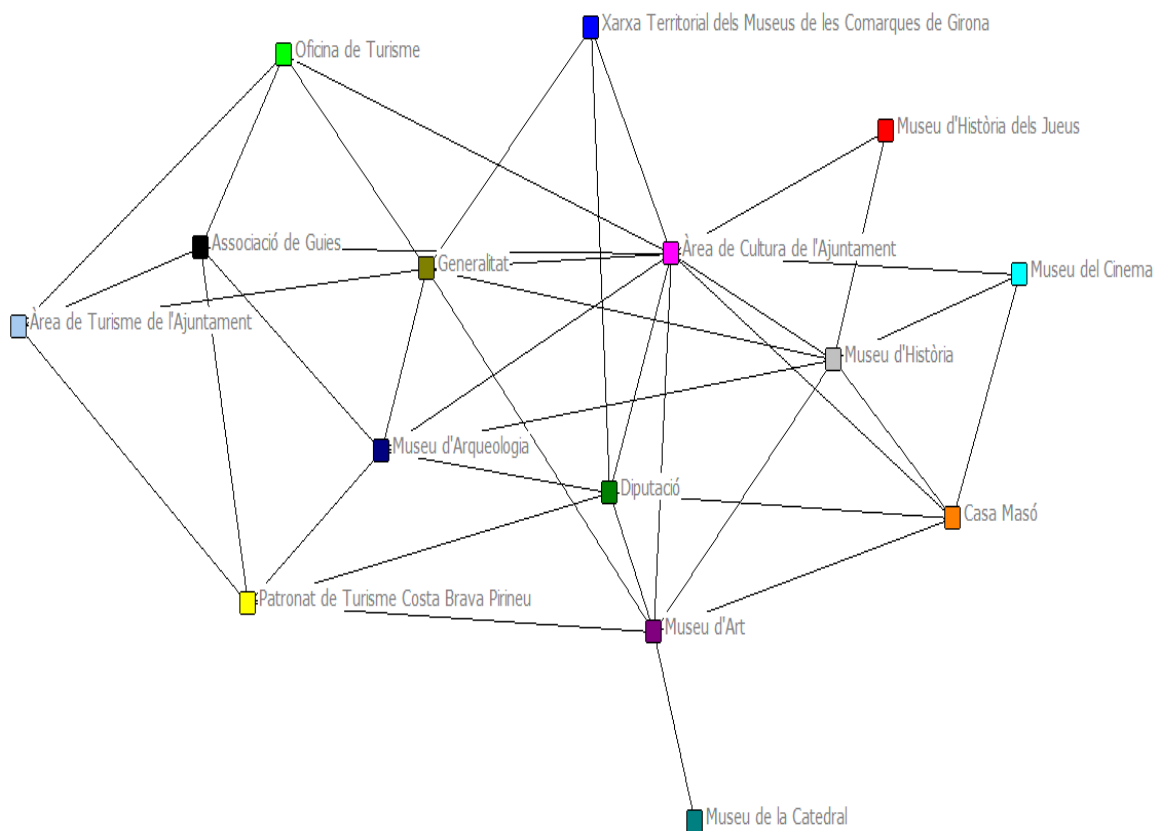 Xarxa Territorial dels Museus de les Comarques de Girona
Oficina de Turisme
Museu d'Història dels Jueus
Associació de Guies
Àrea de Cultura de l'Ajuntament
Generalitat
Museu del Cinema
Àrea de Turisme de l'Ajuntament
Museu d'Història
Museu d'Arqueologia
Diputació
Casa Masó
Patronat de Turisme Costa Brava Pirineu
Museu d'Art
Museu de la Catedral